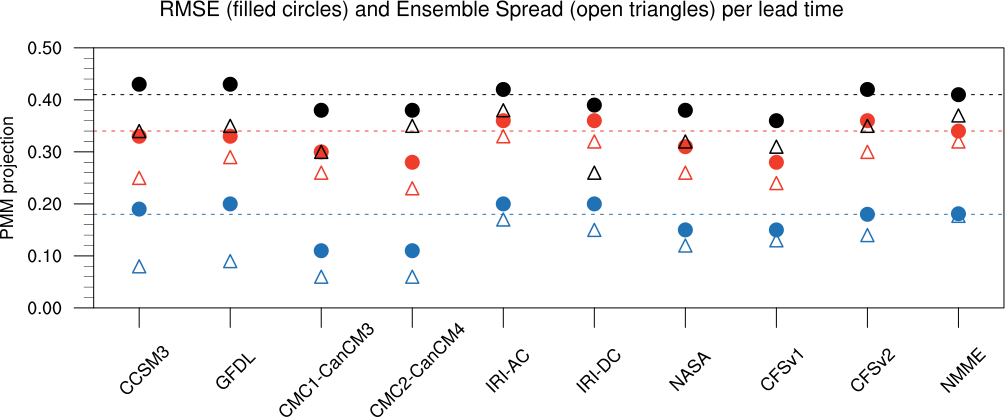 RMSE (filled circles) and Ensemble Spread (open triangles) per lead time
PMM projection
0.50
0.40
0.30
0.20
0.10
0.00
CCSM3
GFDL
CMC1-CanCM3
CMC2-CanCM4
IRI-AC
IRI-DC
NASA
CFSv1
CFSv2
NMME